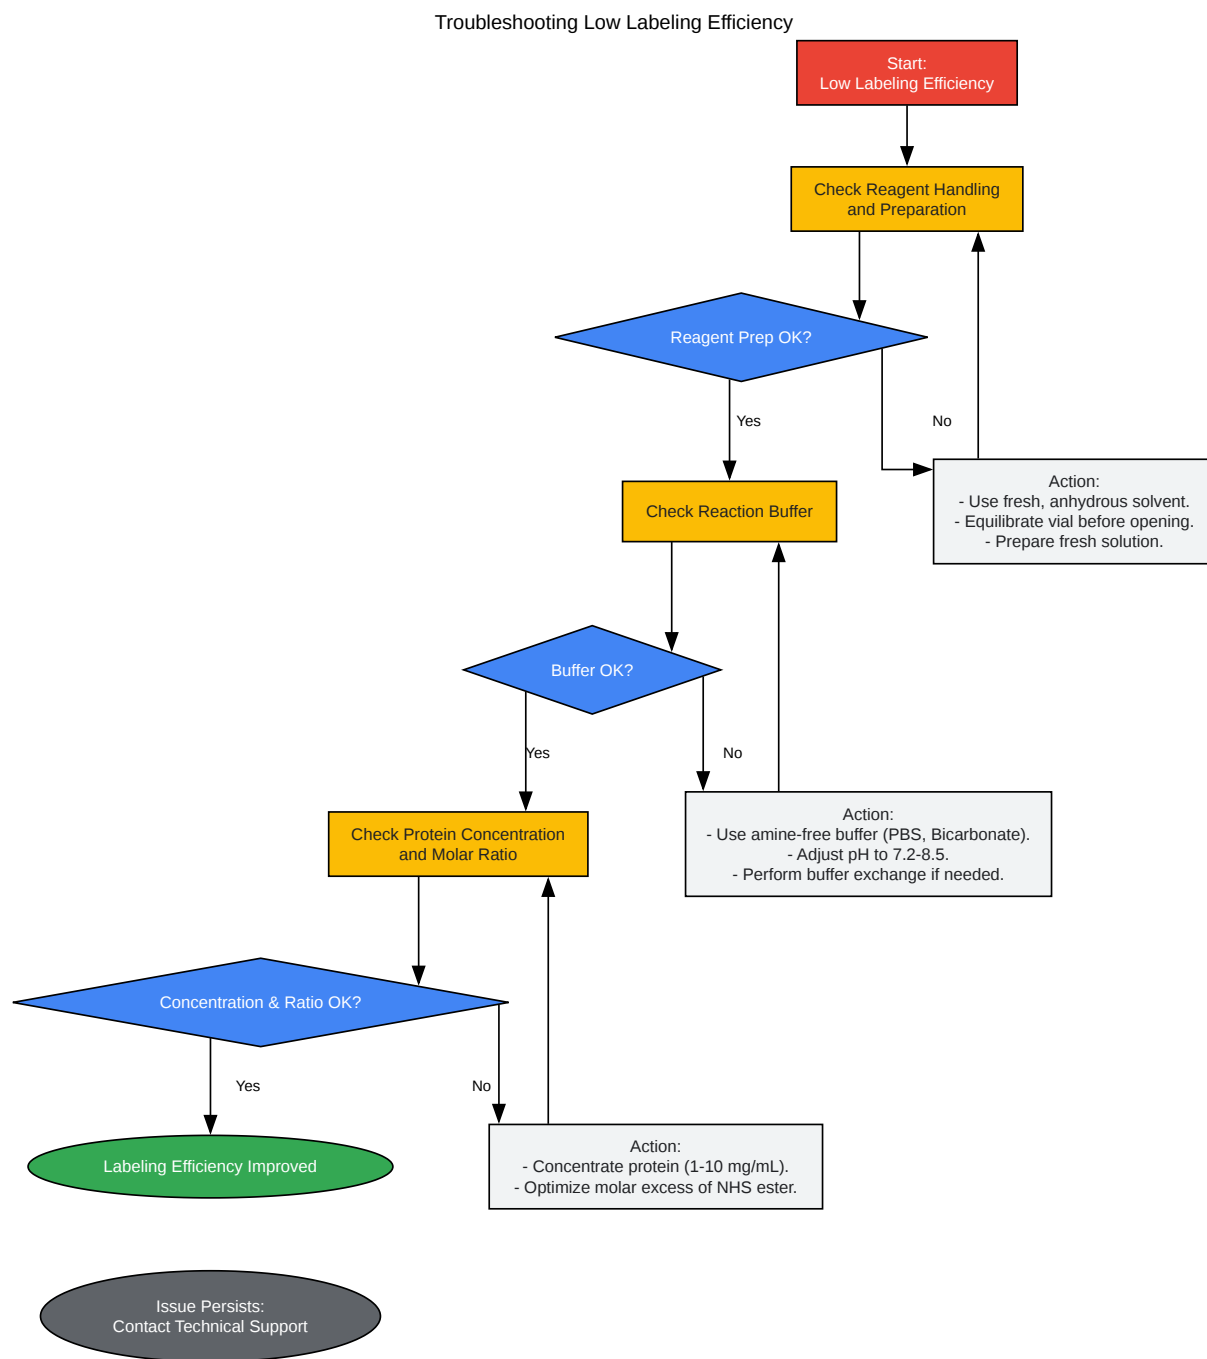 Troubleshooting Low Labeling Efficiency
Start:
Low Labeling Efficiency
Check Reagent Handling
and Preparation
Reagent Prep OK?
Yes
No
Action:
- Use fresh, anhydrous solvent.
- Equilibrate vial before opening.
- Prepare fresh solution.
Check Reaction Buffer
Buffer OK?
Yes
No
Action:
- Use amine-free buffer (PBS, Bicarbonate).
- Adjust pH to 7.2-8.5.
- Perform buffer exchange if needed.
Check Protein Concentration
and Molar Ratio
Concentration & Ratio OK?
Yes
No
Action:
- Concentrate protein (1-10 mg/mL).
- Optimize molar excess of NHS ester.
Labeling Efficiency Improved
Issue Persists:
Contact Technical Support